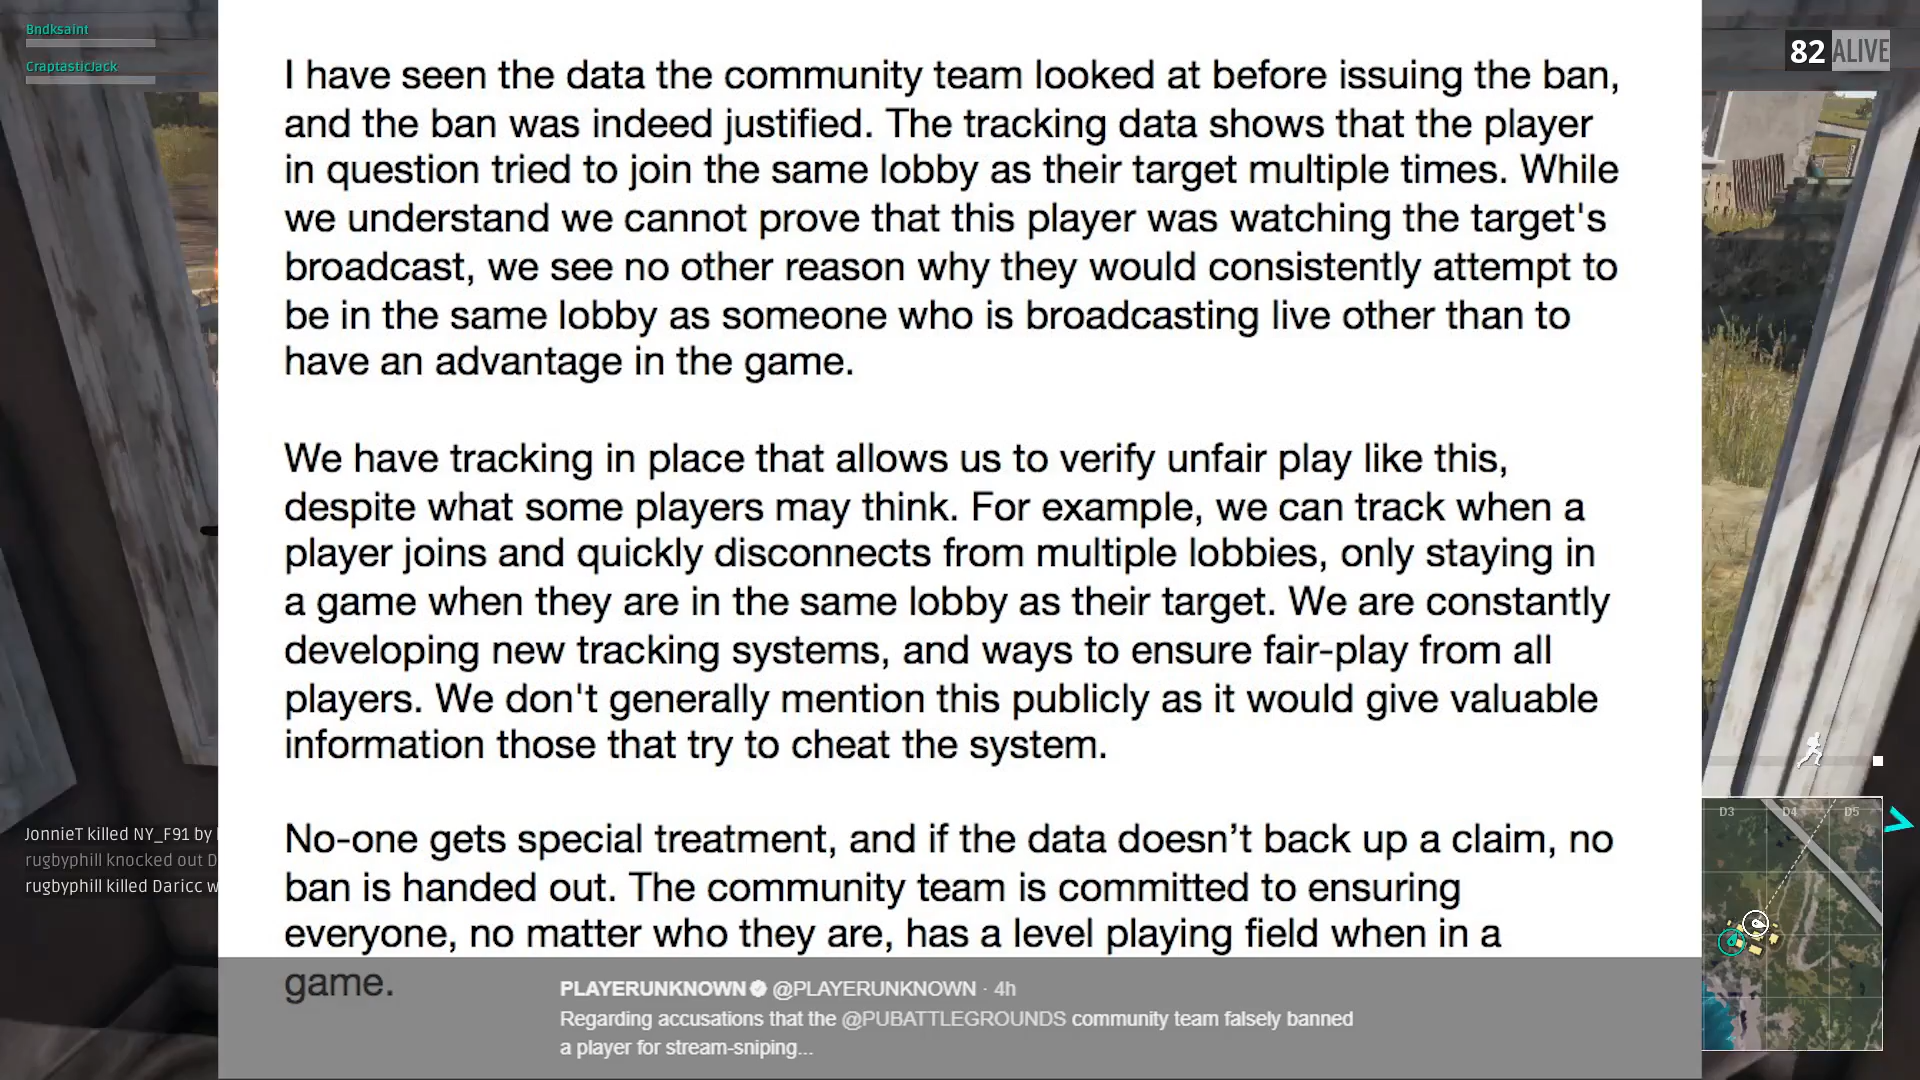 Bndksaint
CraptasticJack
82 ALIVE
I have seen the data the community team looked at before issuing the ban,
and the ban was indeed justified. The tracking data shows that the player
in question tried to join the same lobby as their target multiple times. While
we understand we cannot prove that this player was watching the target's
broadcast, we see no other reason why they would consistently attempt to
be in the same lobby as someone who is broadcasting live other than to
have an advantage in the game.
We have tracking in place that allows us to verify unfair play like this,
despite what some players may think. For example, we can track when a
player joins and quickly disconnects from multiple lobbies, only staying in
a game when they are in the same lobby as their target. We are constantly
developing new tracking systems, and ways to ensure fair-play from all
players. We don't generally mention this publicly as it would give valuable
information those that try to cheat the system.
No-one gets special treatment, and if the data doesn’t back up a claim, no
ban is handed out. The community team is committed to ensuring
everyone, no matter who they are, has a level playing field when in a
game.
JonnieT killed NY_F91 by
rugbyphill knocked out D
rugbyphill killed Daricc w
D3 D4 D5
PLAYERUNKNOWN @PLAYERUNKNOWN · 4h
Regarding accusations that the @PUBATTLEGROUNDS community team falsely banned
a player for stream-sniping...